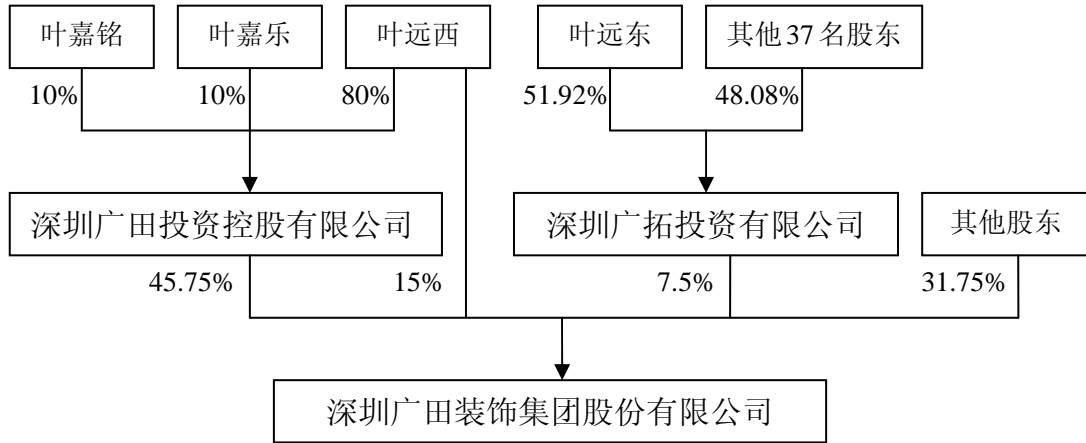 叶嘉铭 叶嘉乐 叶远西 叶远东 其他37名股东
10% 10% 80% 51.92% 48.08%
深圳广田投资控股有限公司 深圳广拓投资有限公司 其他股东
45.75% 15% 7.5% 31.75%
深圳广田装饰集团股份有限公司